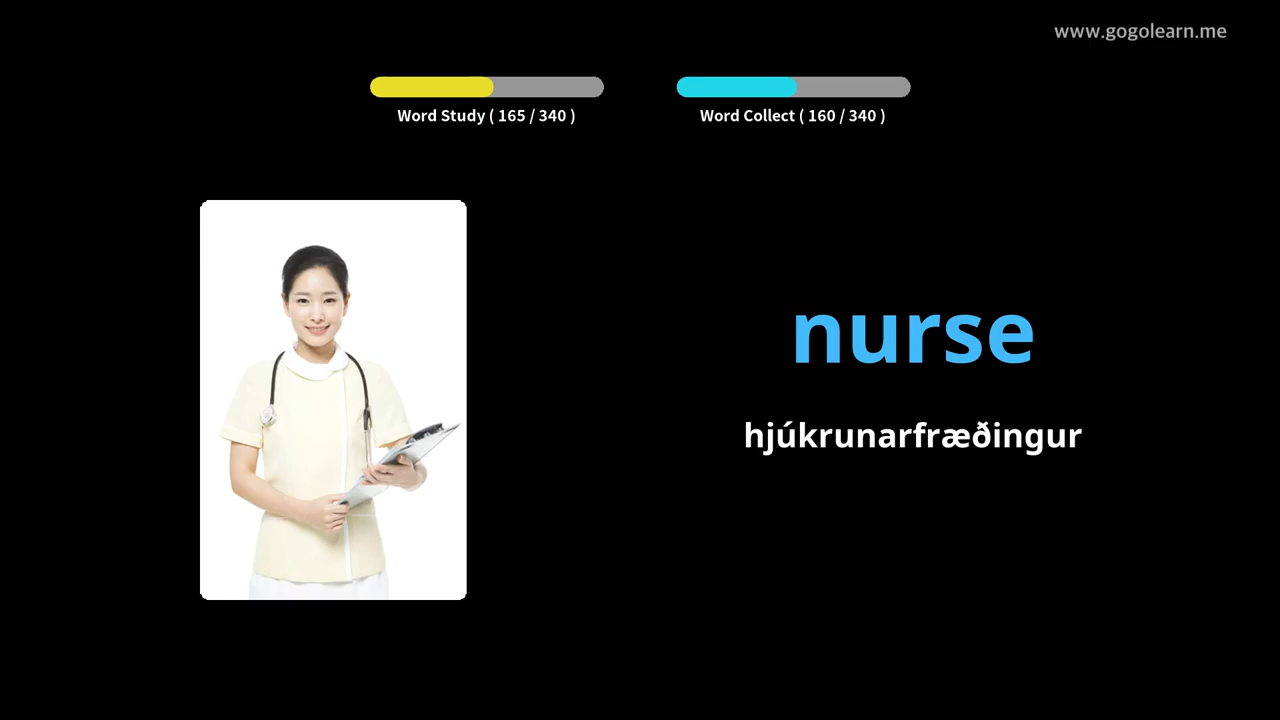 www.gogolearn.me
Word Study ( 165 / 340 )
Word Collect ( 160 / 340 )
nurse
hjúkrunarfræðingur